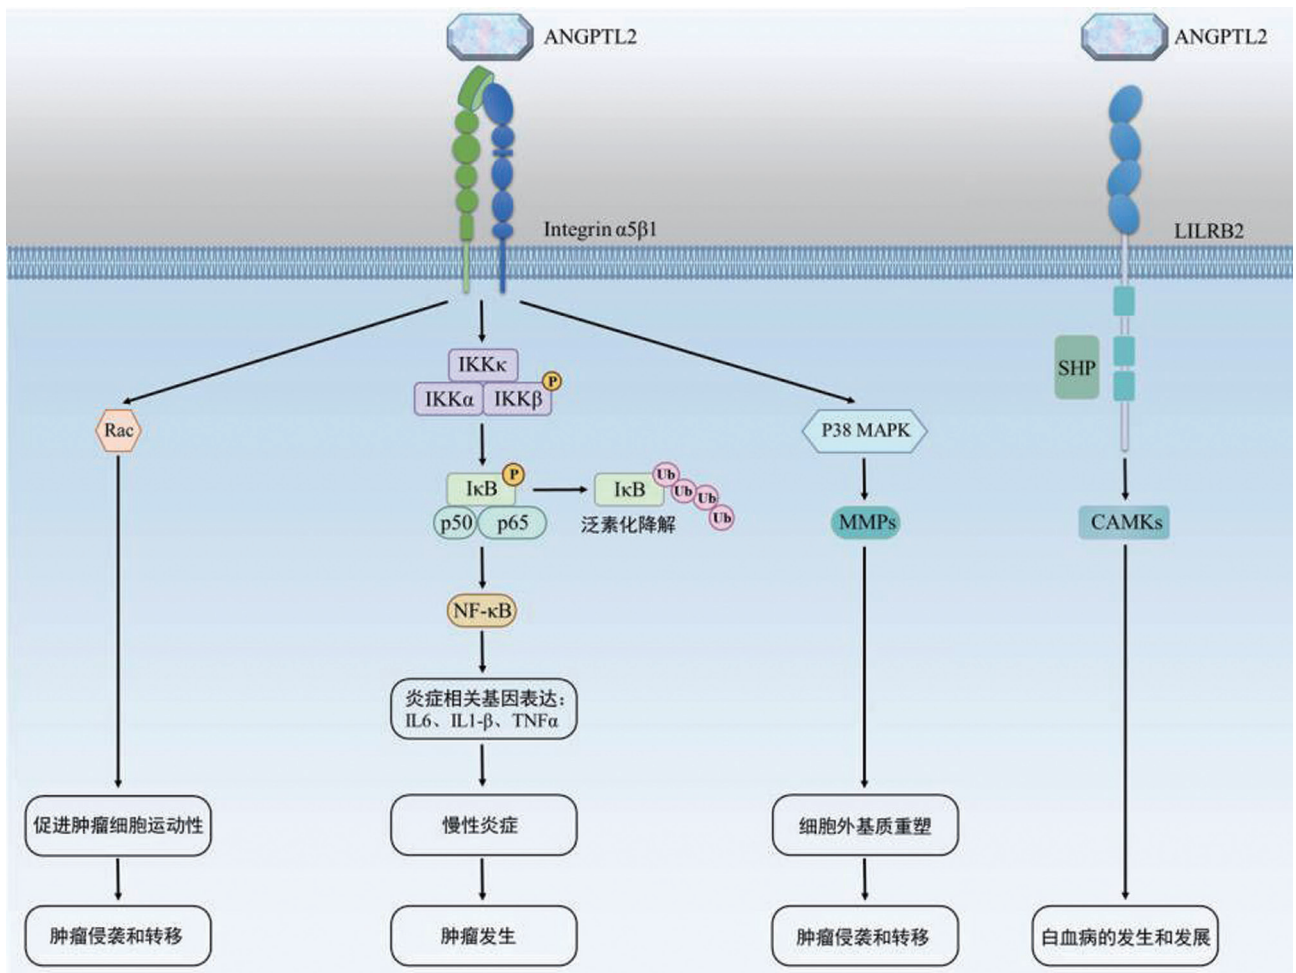 ANGPTL2
ANGPTL2
Integrin α5β1
LILRB2
IKKκ
IKKα
IKKβ
P
SHP
Rac
P38 MAPK
IκB
P
IκB
Ub
Ub
Ub
Ub
p50
p65
泛素化降解
MMPs
CAMKs
NF-κB
炎症相关基因表达：
IL6、IL1-β、TNFα
促进肿瘤细胞运动性
慢性炎症
细胞外基质重塑
肿瘤侵袭和转移
肿瘤发生
肿瘤侵袭和转移
白血病的发生和发展